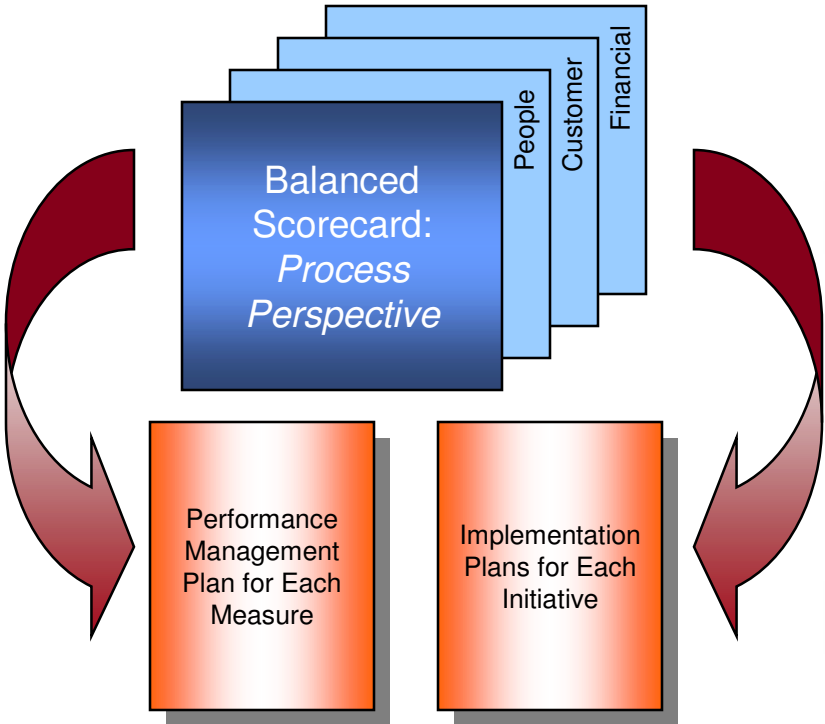 Balanced
Scorecard:
Process
Perspective
People
Customer
Financial
Performance
Management
Plan for Each
Measure
Implementation
Plans for Each
Initiative